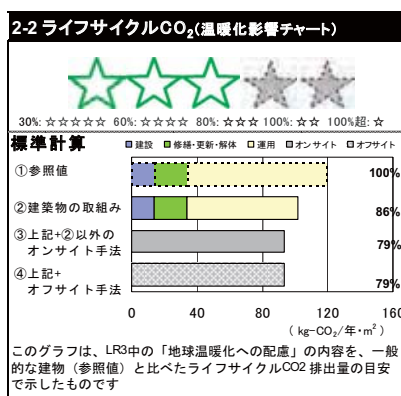 2-2 ライフサイクルCO₂(温暖化影響チャート)
30%: ☆☆☆☆☆ 60%: ☆☆☆☆ 80%: ☆☆☆ 100%: ☆☆ 100%超: ☆
標準計算 建設 修繕・更新・解体 運用 オンサイト オフサイト
①参照値 100%
②建築物の取組み 86%
③上記+②以外の
オンサイト手法 79%
④上記+
オフサイト手法 79%
0 40 80 120 160
( kg-CO₂/年・m² )
このグラフは、LR3中の「地球温暖化への配慮」の内容を、一般
的な建物(参照値)と比べたライフサイクルCO2 排出量の目安
で示したものです